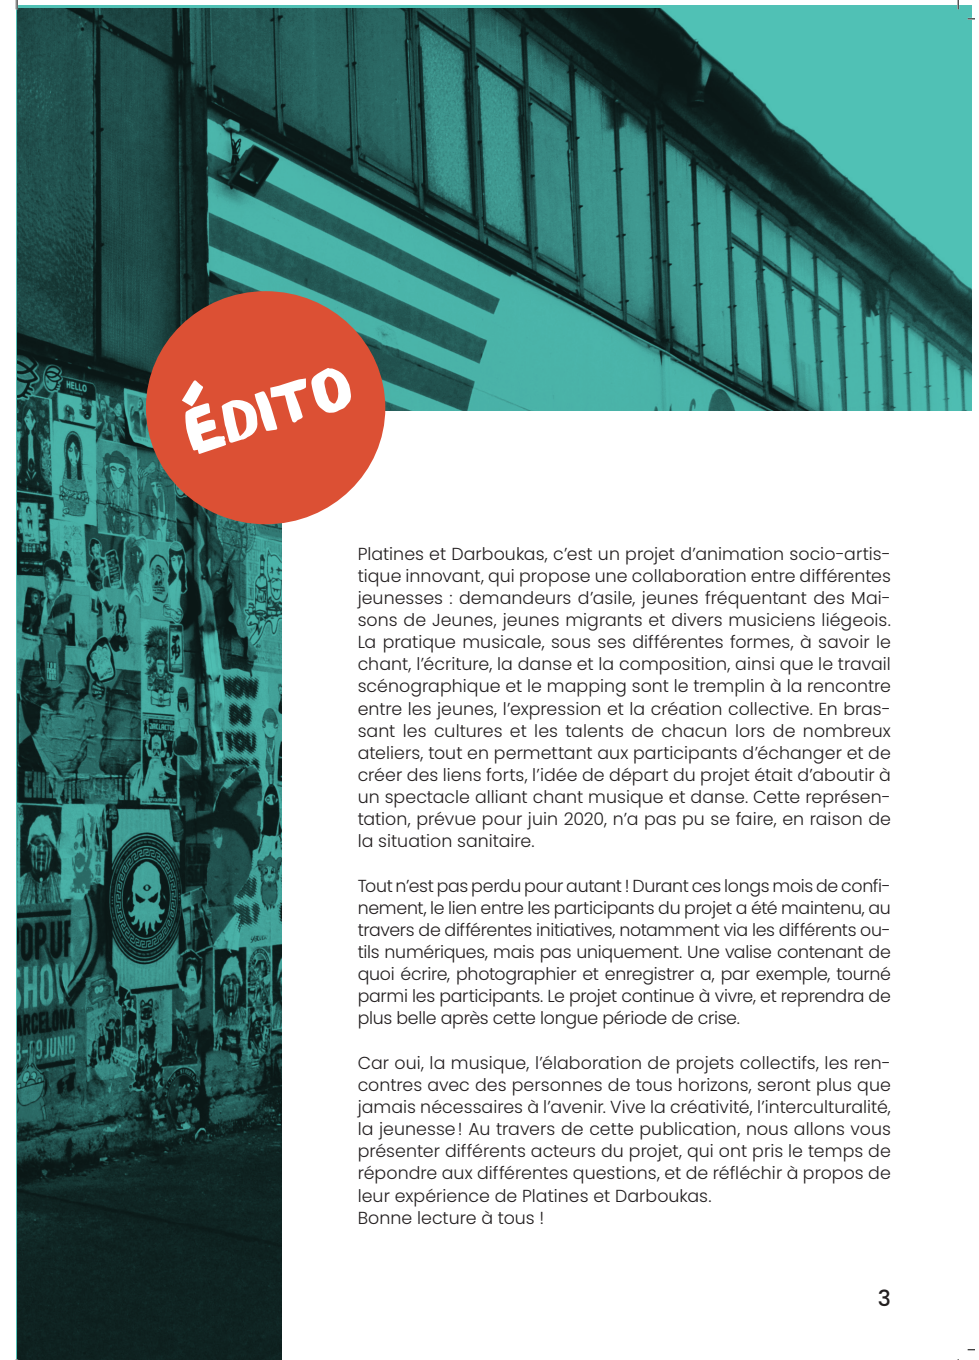 HELLO
ÉDITO
HOW
DO
YOU
POPUF
SHOW
ARCELONA
3-19 JUNIO
Platines et Darboukas, c'est un projet d'animation socio-artis-
tique innovant, qui propose une collaboration entre différentes
jeunesses : demandeurs d'asile, jeunes fréquentant des Mai-
sons de Jeunes, jeunes migrants et divers musiciens liégeois.
La pratique musicale, sous ses différentes formes, à savoir le
chant, l'écriture, la danse et la composition, ainsi que le travail
scénographique et le mapping sont le tremplin à la rencontre
entre les jeunes, l'expression et la création collective. En bras-
sant les cultures et les talents de chacun lors de nombreux
ateliers, tout en permettant aux participants d'échanger et de
créer des liens forts, l'idée de départ du projet était d'aboutir à
un spectacle alliant chant musique et danse. Cette représen-
tation, prévue pour juin 2020, n'a pas pu se faire, en raison de
la situation sanitaire.
Tout n'est pas perdu pour autant ! Durant ces longs mois de confi-
nement, le lien entre les participants du projet a été maintenu, au
travers de différentes initiatives, notamment via les différents ou-
tils numériques, mais pas uniquement. Une valise contenant de
quoi écrire, photographier et enregistrer a, par exemple, tourné
parmi les participants. Le projet continue à vivre, et reprendra de
plus belle après cette longue période de crise.
Car oui, la musique, l'élaboration de projets collectifs, les ren-
contres avec des personnes de tous horizons, seront plus que
jamais nécessaires à l'avenir. Vive la créativité, l'interculturalité,
la jeunesse! Au travers de cette publication, nous allons vous
présenter différents acteurs du projet, qui ont pris le temps de
répondre aux différentes questions, et de réfléchir à propos de
leur expérience de Platines et Darboukas.
Bonne lecture à tous !
3